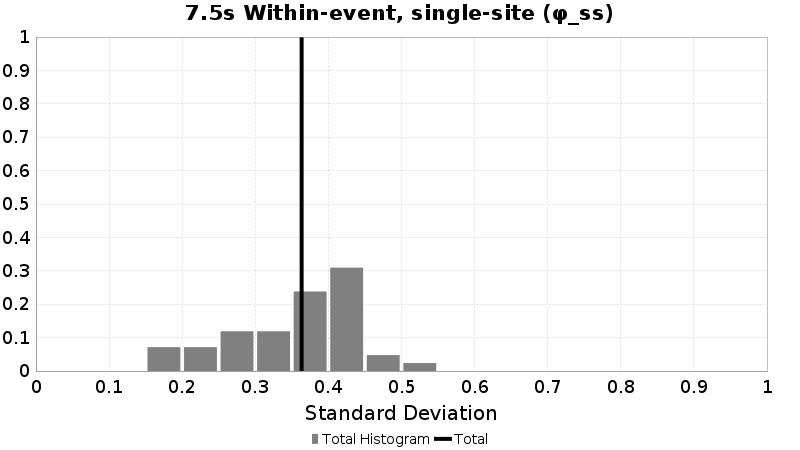 7.5s Within-event, single-site (φ_ss)
1
0.9
0.8
0.7
0.6
0.5
0.4
0.3
0.2
0.1
0
0 0.1 0.2 0.3 0.4 0.5 0.6 0.7 0.8 0.9 1
Standard Deviation
Total Histogram Total